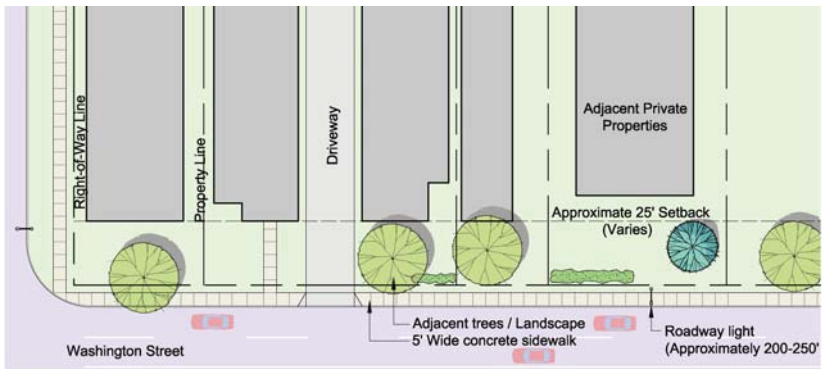 Right-of-Way Line
Property Line
Driveway
Adjacent Private
Properties
Approximate 25' Setback
(Varies)
Adjacent trees / Landscape
5' Wide concrete sidewalk
Roadway light
(Approximately 200-250'
Washington Street